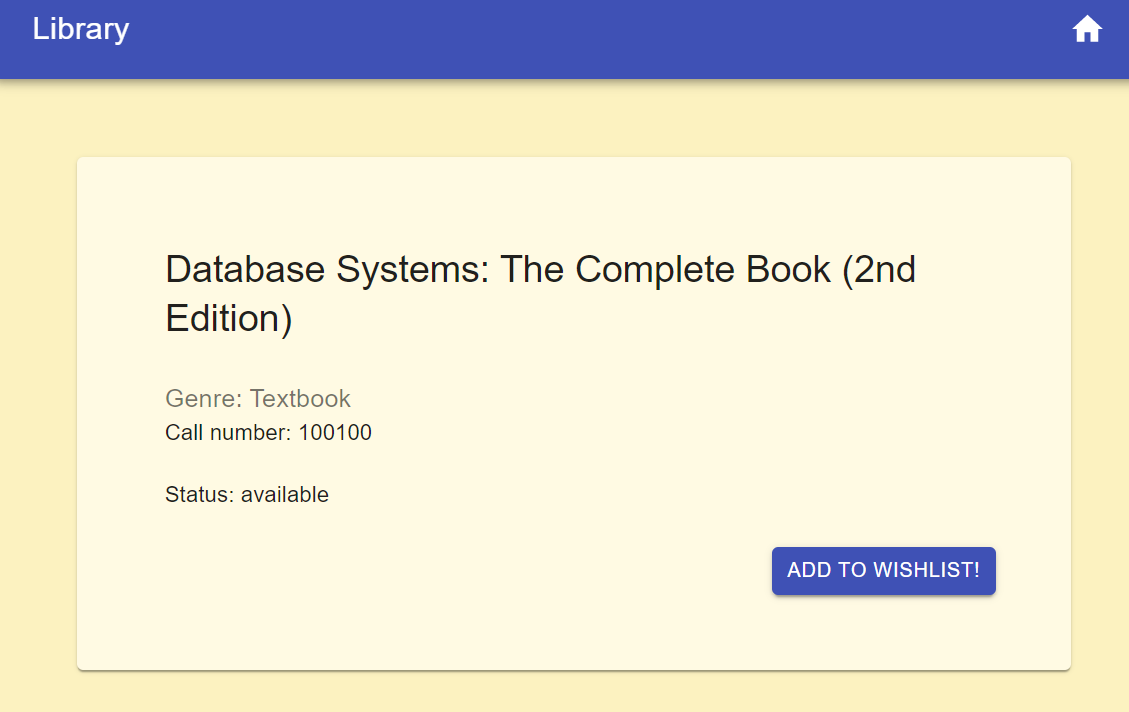 Library
Database Systems: The Complete Book (2nd
Edition)
Genre: Textbook
Call number: 100100
Status: available
ADD TO WISHLIST!